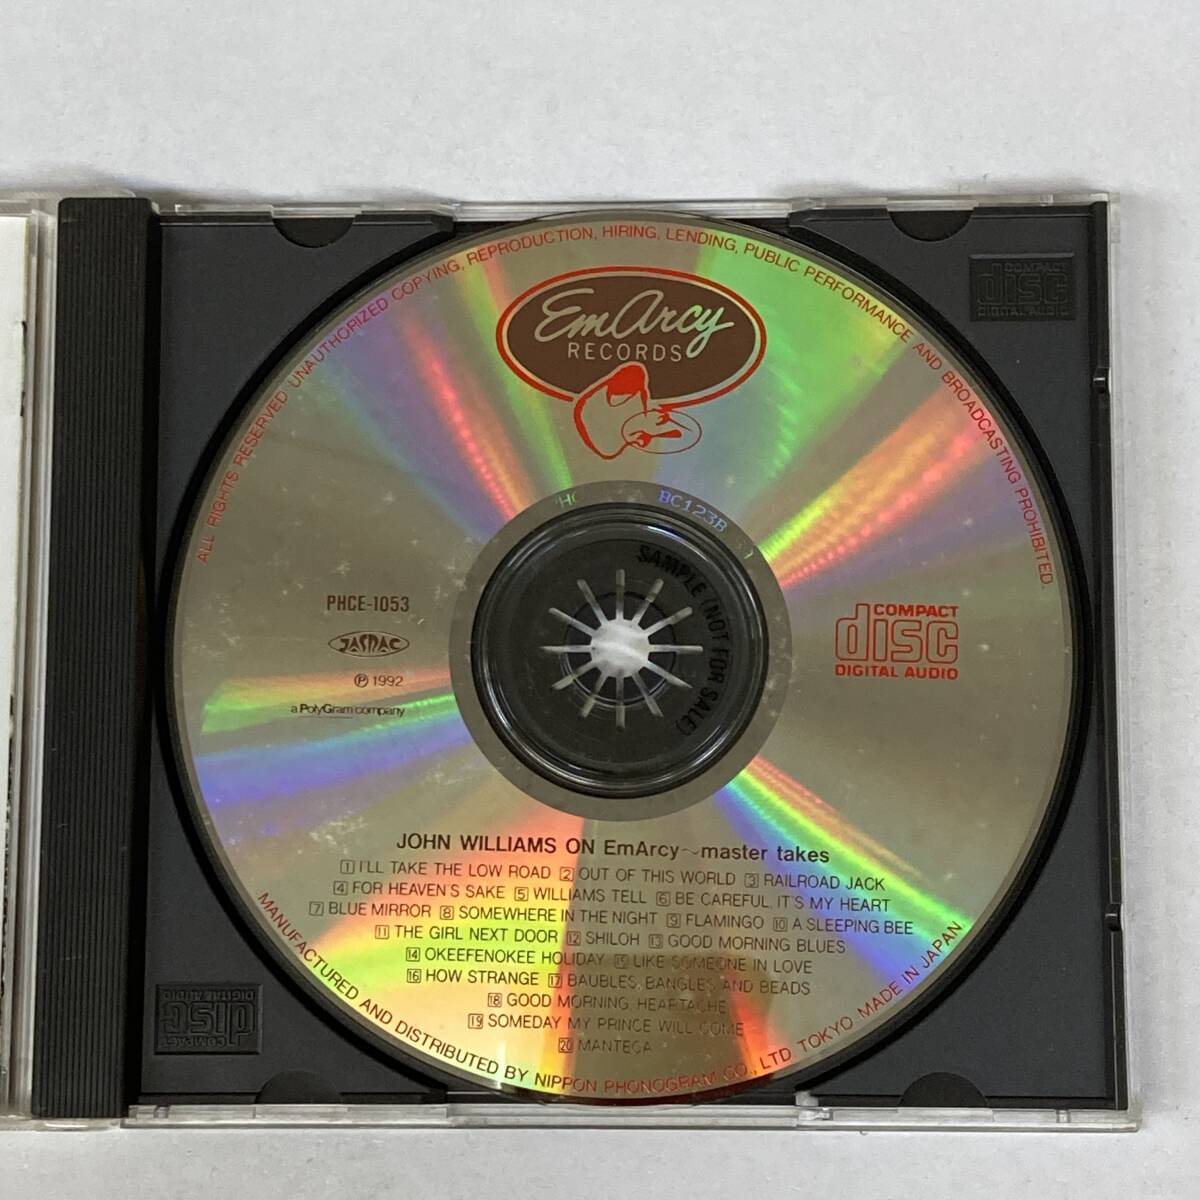 ALL RIGHTS RESERVED. UNAUTHORIZED COPYING, REPRODUCTION, HIRING, LENDING, PUBLIC PERFORMANCE AND BROADCASTING PROHIBITED.
EmArcy
RECORDS
COMPACT
disc
DIGITAL AUDIO
BC123B
SAMPLE (NOT FOR SALE)
PHCE-1053
JASRAC
℗ 1992
a PolyGram company
COMPACT
disc
DIGITAL AUDIO
JOHN WILLIAMS ON EmArcy~master takes
1 I'LL TAKE THE LOW ROAD 2 OUT OF THIS WORLD 3 RAILROAD JACK
4 FOR HEAVEN'S SAKE 5 WILLIAMS TELL 6 BE CAREFUL, IT'S MY HEART
7 BLUE MIRROR 8 SOMEWHERE IN THE NIGHT 9 FLAMINGO 10 A SLEEPING BEE
11 THE GIRL NEXT DOOR 12 SHILOH 13 GOOD MORNING BLUES
14 OKEEFENOKEE HOLIDAY 15 LIKE SOMEONE IN LOVE
16 HOW STRANGE 17 BAUBLES, BANGLES AND BEADS
18 GOOD MORNING, HEARTACHE
19 SOMEDAY MY PRINCE WILL COME
20 MANTECA
MANUFACTURED AND DISTRIBUTED BY NIPPON PHONOGRAM CO., LTD. TOKYO MADE IN JAPAN
COMPACT
disc
DIGITAL AUDIO